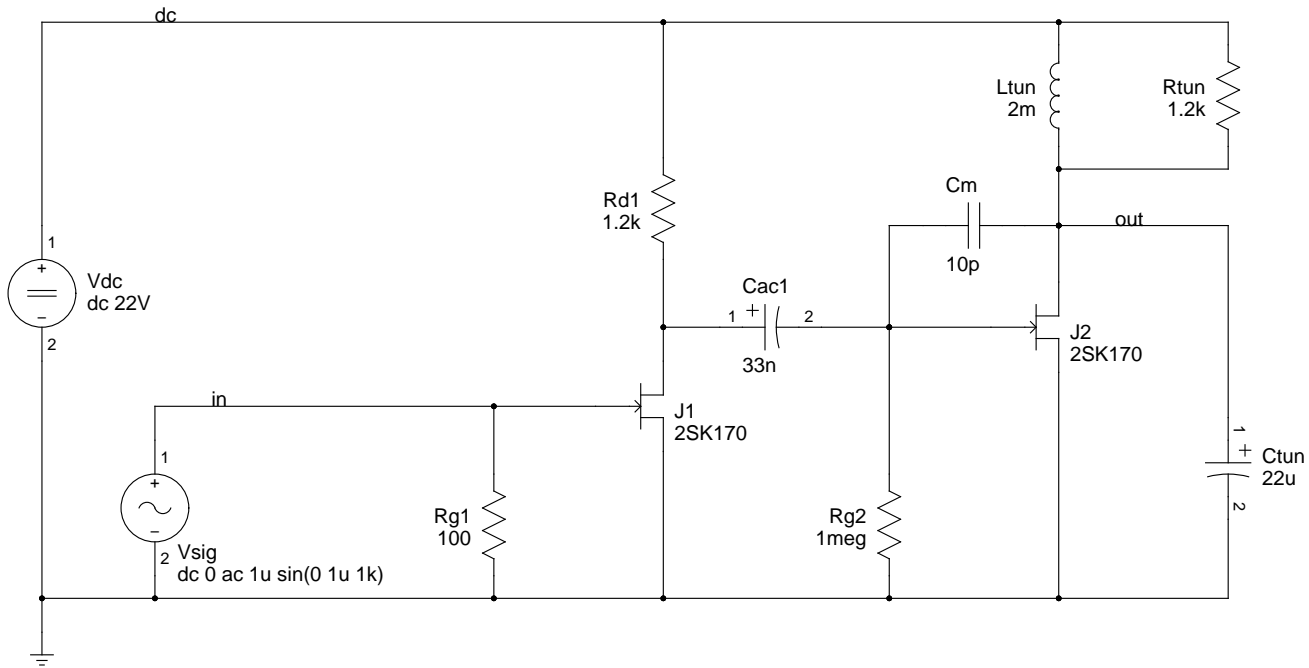 dc
Ltun
2m
Rtun
1.2k
Rd1
1.2k
Cm
10p
out
1
+
−
2
Vdc
dc 22V
Cac1
1
+
2
33n
J2
2SK170
in
J1
2SK170
1
+
−
2
Vsig
dc 0 ac 1u sin(0 1u 1k)
Rg1
100
Rg2
1meg
1
+
2
Ctun
22u